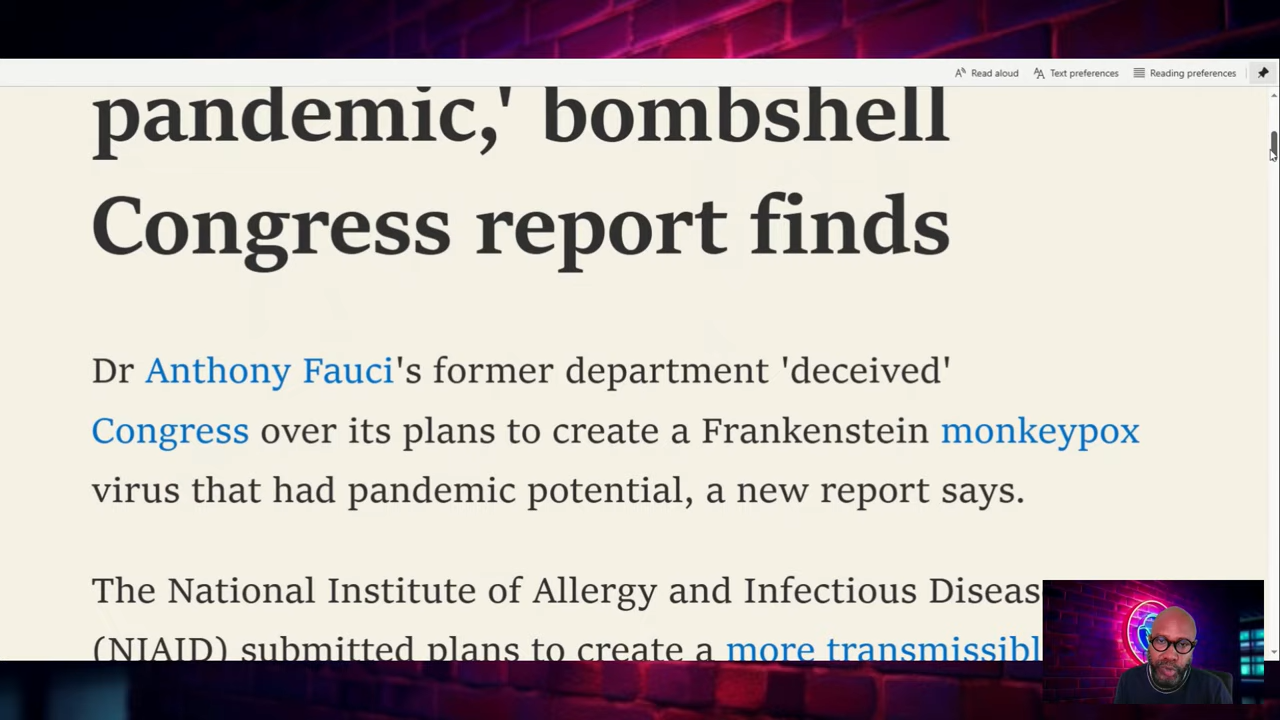 Read aloud Text preferences Reading preferences
pandemic,' bombshell
Congress report finds
Dr Anthony Fauci's former department 'deceived'
Congress over its plans to create a Frankenstein monkeypox
virus that had pandemic potential, a new report says.
The National Institute of Allergy and Infectious Diseas
(NIAID) submitted plans to create a more transmissibl